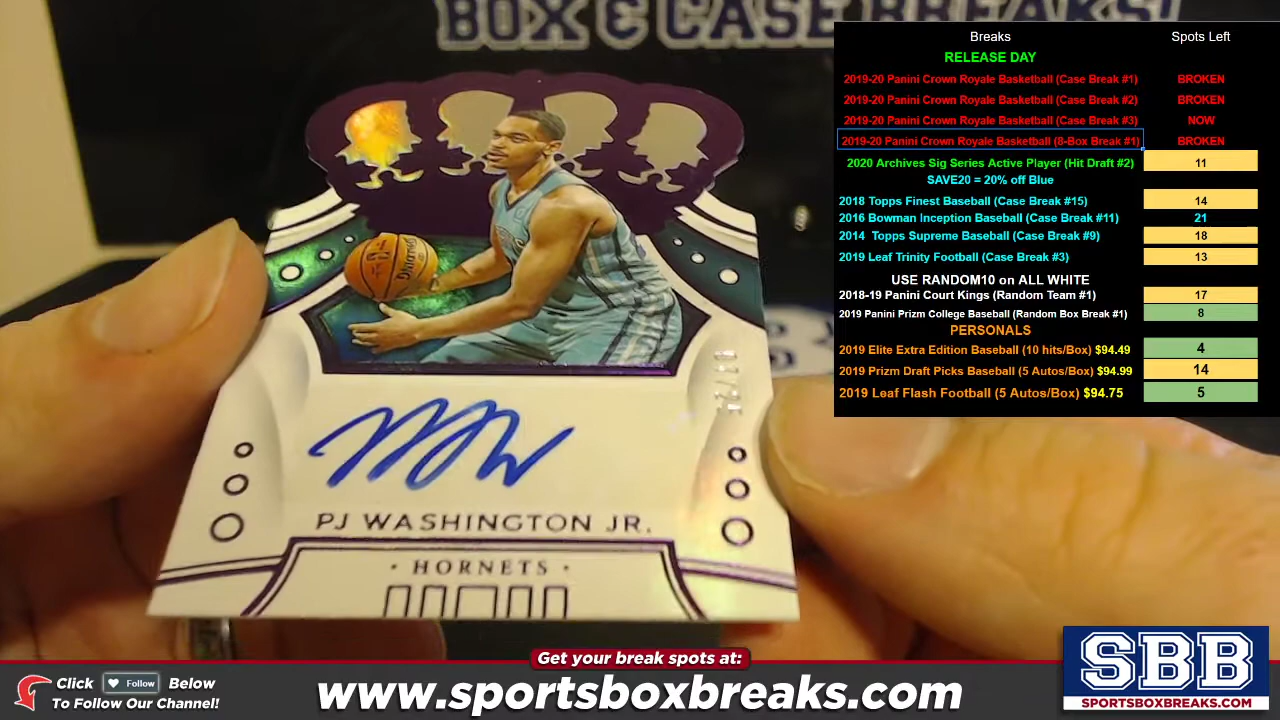 BOX & CASE BREAKS!
PJ WASHINGTON JR.
· HORNETS ·
Breaks Spots Left
RELEASE DAY
2019-20 Panini Crown Royale Basketball (Case Break #1) BROKEN
2019-20 Panini Crown Royale Basketball (Case Break #2) BROKEN
2019-20 Panini Crown Royale Basketball (Case Break #3) NOW
2019-20 Panini Crown Royale Basketball (8-Box Break #1) BROKEN
2020 Archives Sig Series Active Player (Hit Draft #2) 11
SAVE20 = 20% off Blue
2018 Topps Finest Baseball (Case Break #15) 14
2016 Bowman Inception Baseball (Case Break #11) 21
2014 Topps Supreme Baseball (Case Break #9) 18
2019 Leaf Trinity Football (Case Break #3) 13
USE RANDOM10 on ALL WHITE
2018-19 Panini Court Kings (Random Team #1) 17
2019 Panini Prizm College Baseball (Random Box Break #1) 8
PERSONALS
2019 Elite Extra Edition Baseball (10 hits/Box) $94.49 4
2019 Prizm Draft Picks Baseball (5 Autos/Box) $94.99 14
2019 Leaf Flash Football (5 Autos/Box) $94.75 5
Get your break spots at:
www.sportsboxbreaks.com
Click Follow Below
To Follow Our Channel!
SBB
SPORTSBOXBREAKS.COM